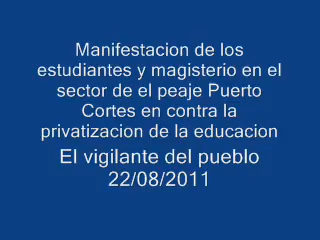 Manifestacion de los
estudiantes y magisterio en el
sector de el peaje Puerto
Cortes en contra la
privatizacion de la educacion
El vigilante del pueblo
22/08/2011